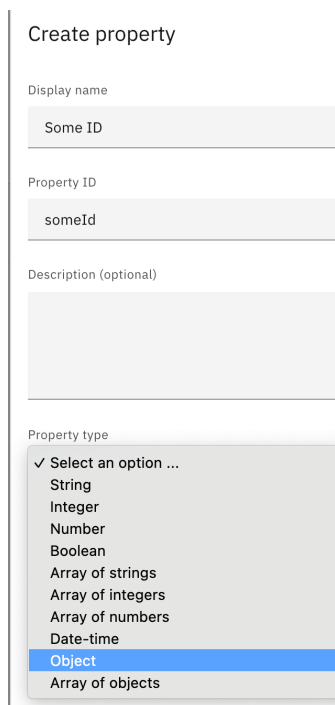 Create property
Display name
Some ID
Property ID
someId
Description (optional)
Property type
✓ Select an option ...
String
Integer
Number
Boolean
Array of strings
Array of integers
Array of numbers
Date-time
Object
Array of objects